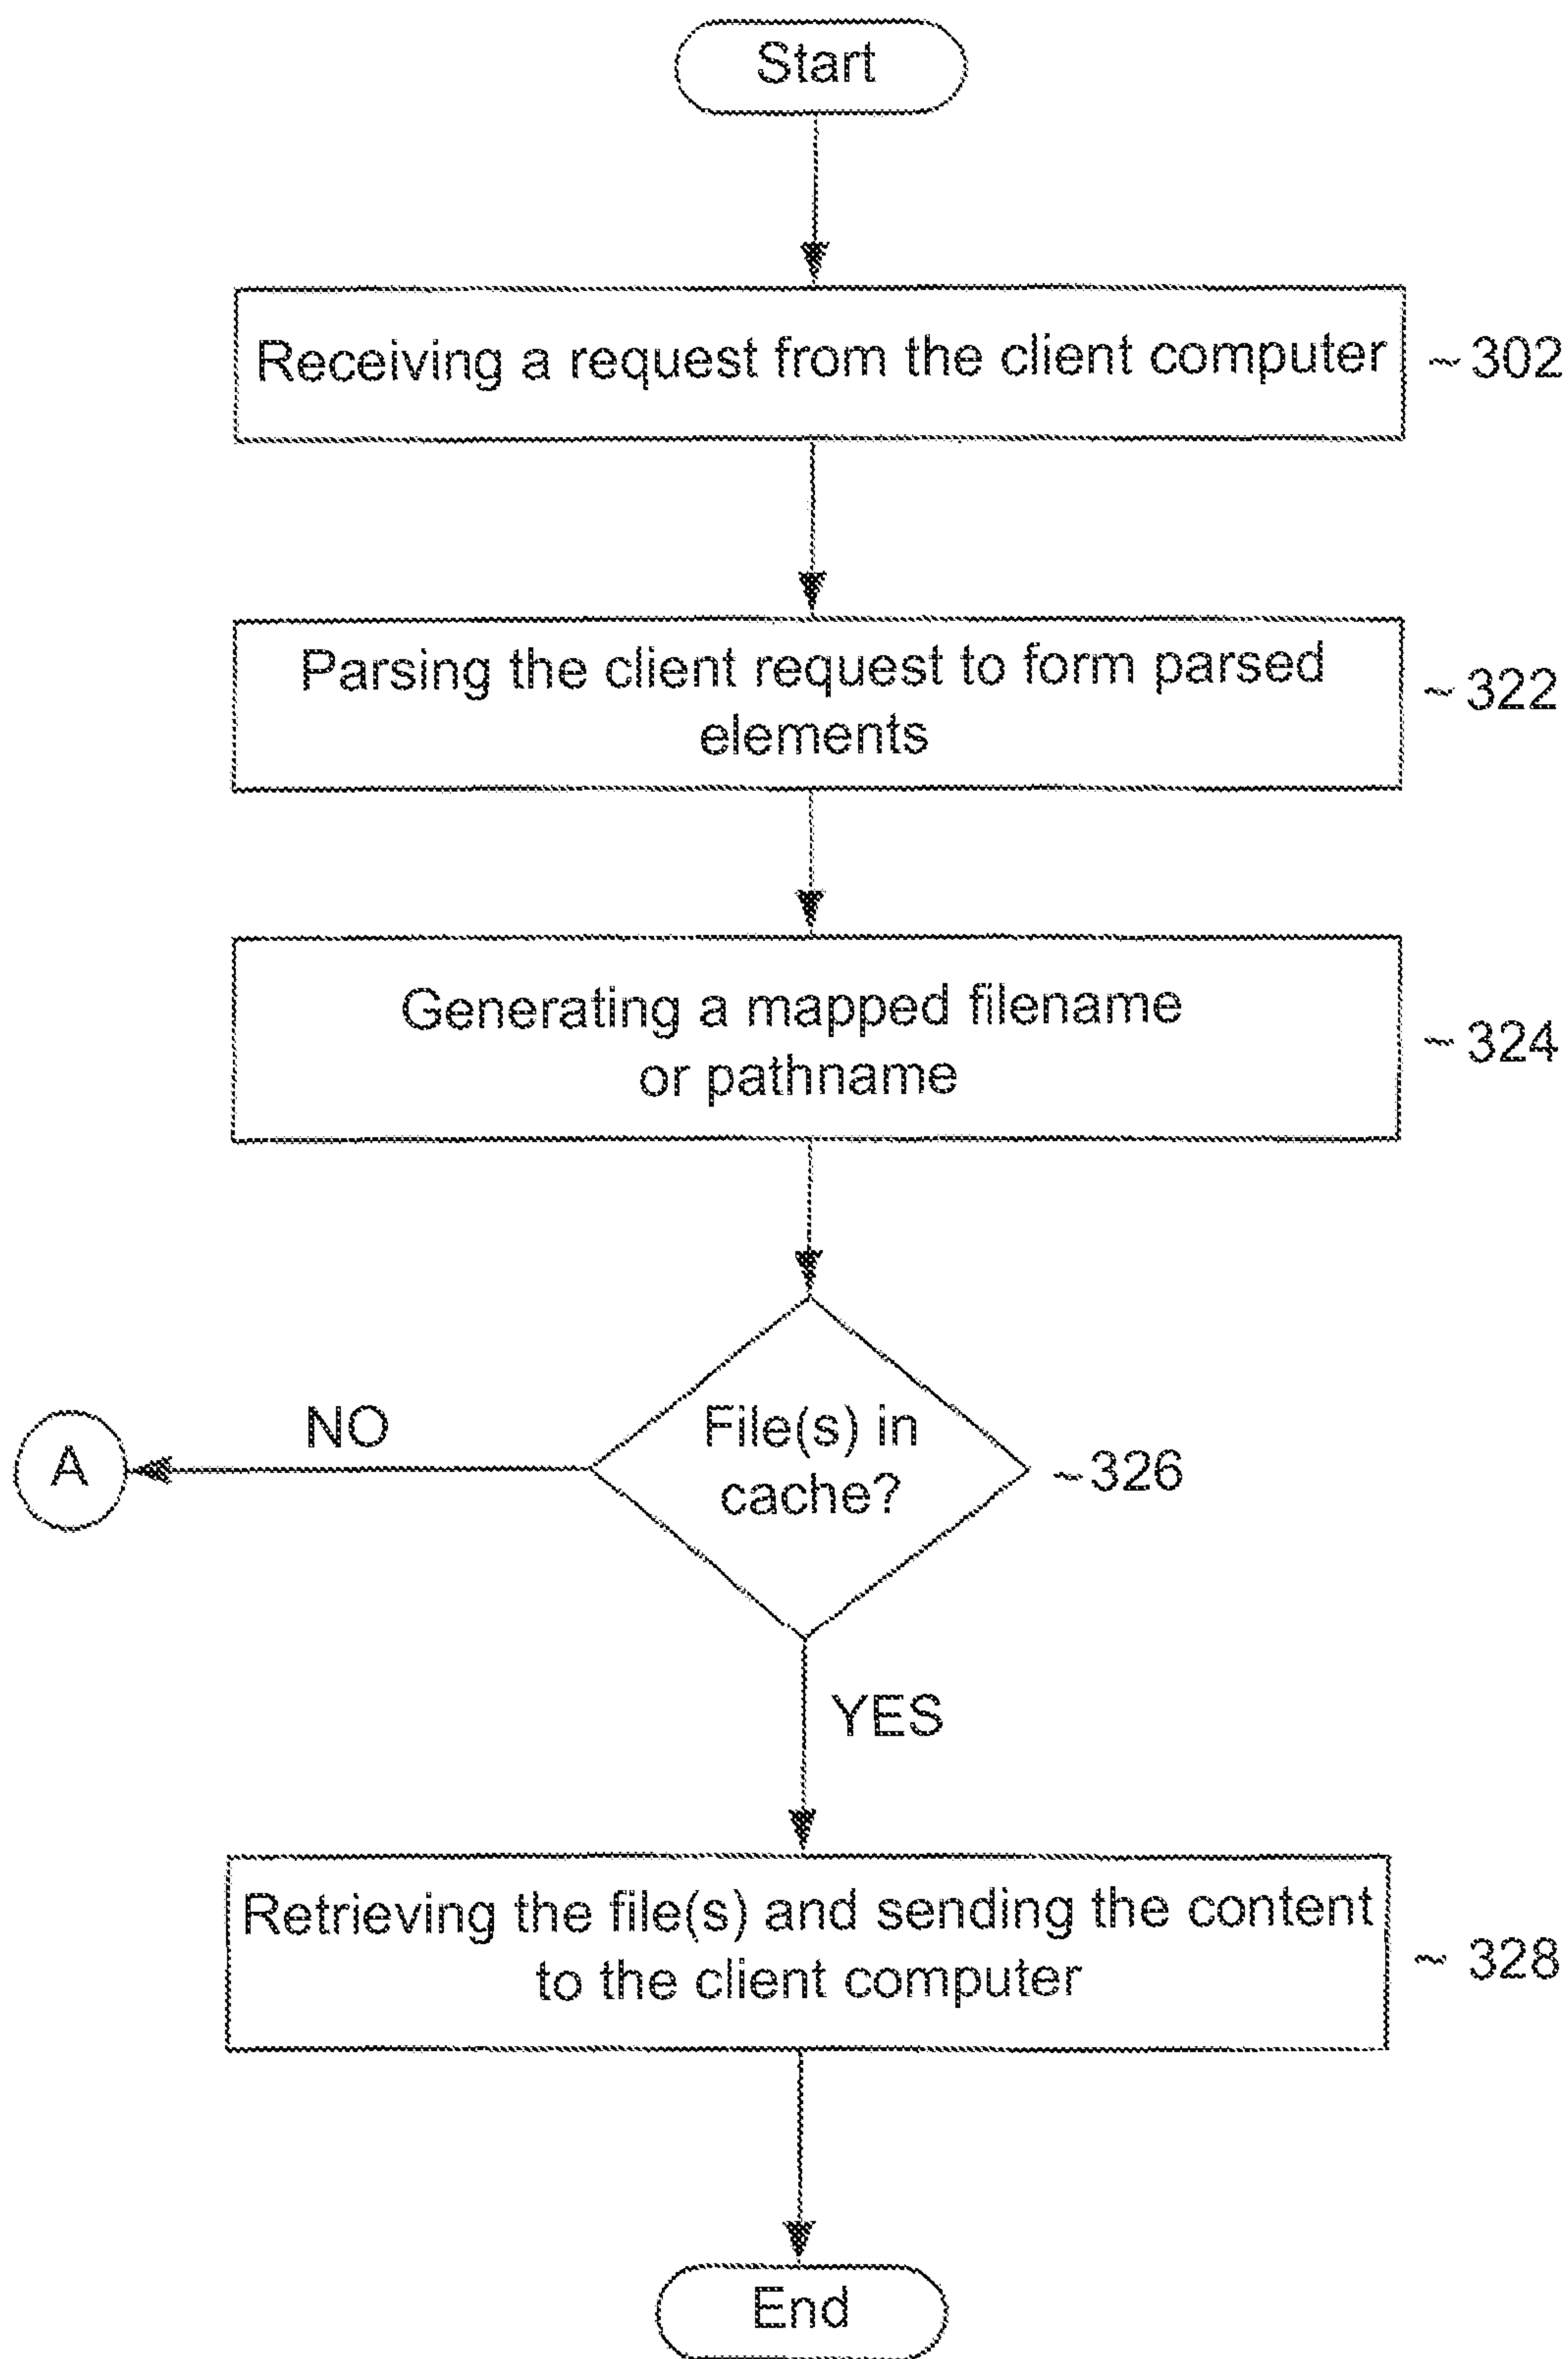 Start
Receiving a request from the client computer ~302
Parsing the client request to form parsed
elements
~322
Generating a mapped filename
or pathname
~324
File(s) in
cache?
~326
NO
A
YES
Retrieving the file(s) and sending the content
to the client computer
~ 328
End